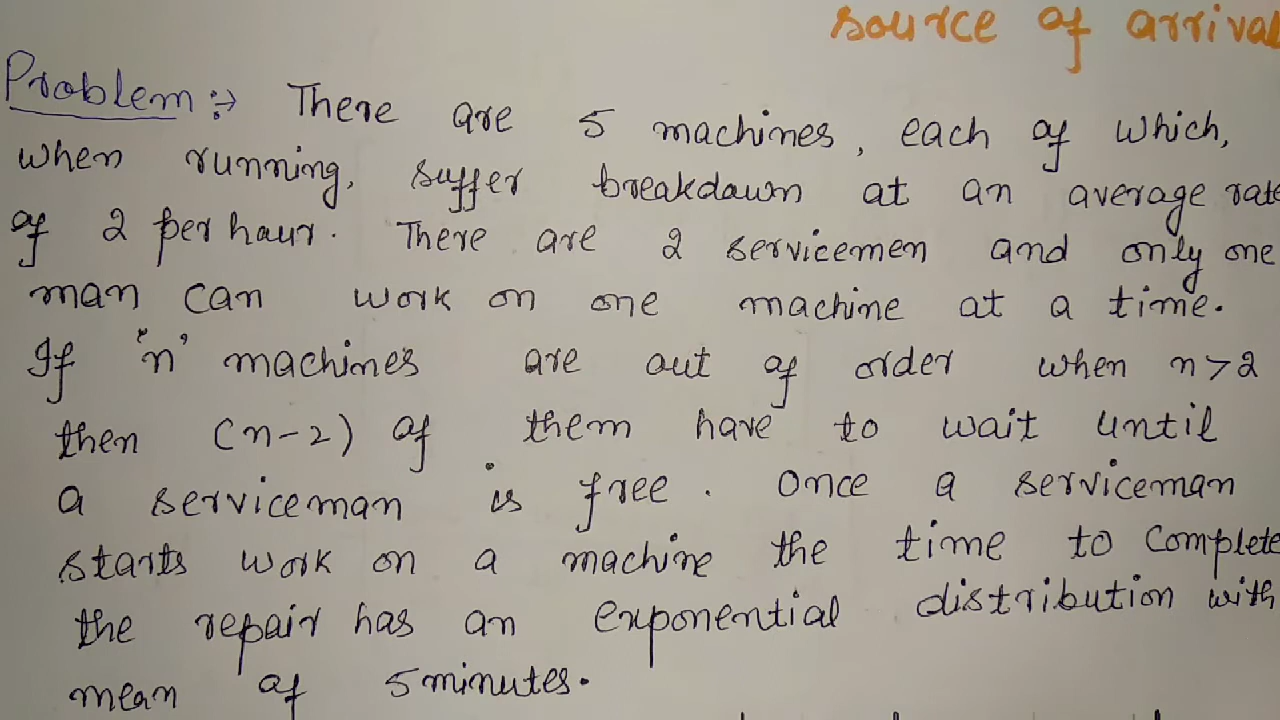 source of arrival
Problem :→ There are 5 machines, each of which,
when running, suffer breakdown at an average rate
of 2 per hour. There are 2 servicemen and only one
man can work on one machine at a time.
If 'n' machines are out of order when n>2
then (n-2) of them have to wait until
a serviceman is free. Once a serviceman
starts work on a machine the time to complete
the repair has an exponential distribution with
mean of 5 minutes.